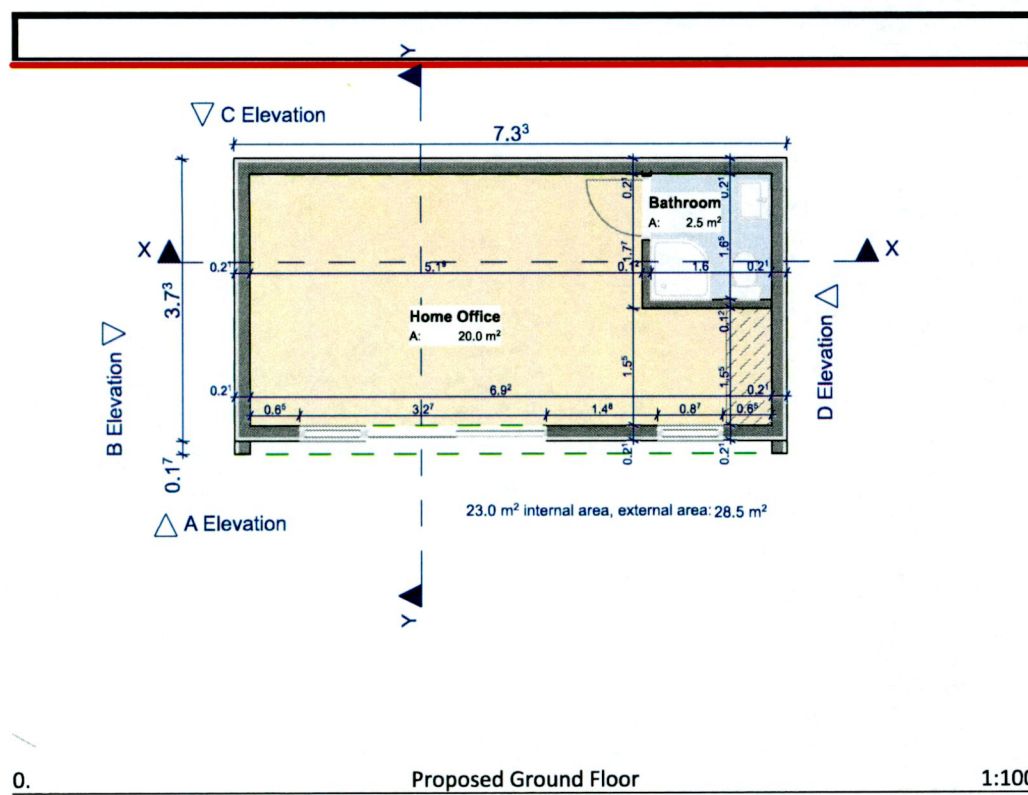 Y
C Elevation
7.3³
0.2¹
0.2¹
Bathroom
A: 2.5 m²
1.7⁷
1.6⁵
X
X
0.2¹
5.1⁹
0.1²
1.6
0.2¹
3.7³
Home Office
A: 20.0 m²
0.1²
B Elevation
D Elevation
1.5⁵
1.5⁵
0.2¹
6.9²
0.2¹
0.6⁵
3.2⁷
1.4⁸
0.8⁷
0.6⁵
0.1⁷
0.2¹
0.2¹
A Elevation
23.0 m² internal area, external area: 28.5 m²
Y
0.
Proposed Ground Floor
1:100